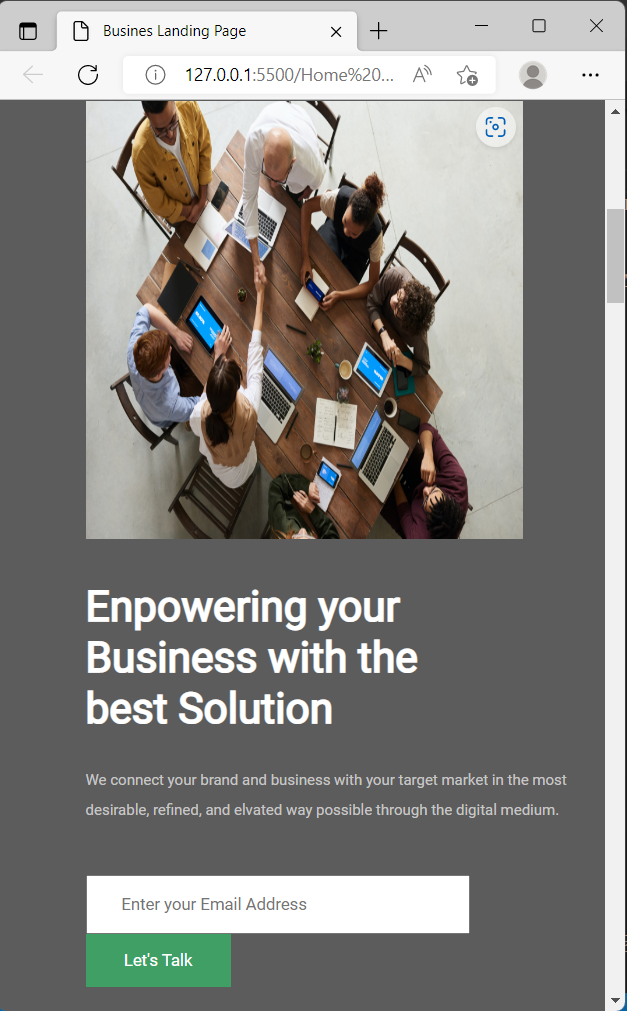 Busines Landing Page
127.0.0.1:5500/Home%20...
Enpowering your
Business with the
best Solution
We connect your brand and business with your target market in the most
desirable, refined, and elvated way possible through the digital medium.
Enter your Email Address
Let's Talk